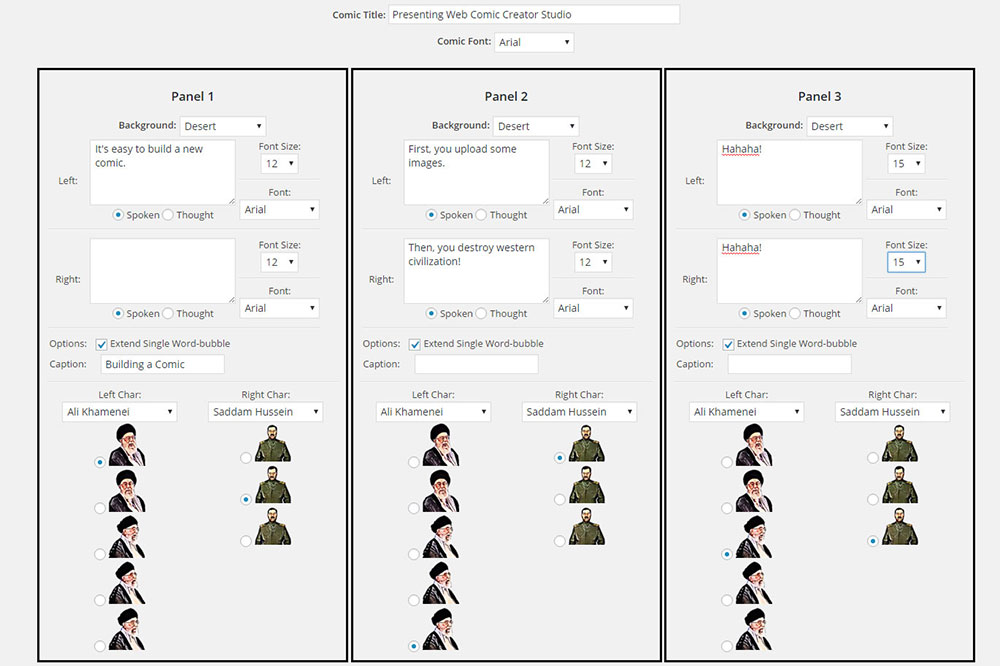 Comic Title: Presenting Web Comic Creator Studio
Comic Font: Arial
Panel 1
Background: Desert
Left:
It's easy to build a new
comic.
Font Size:
12
Font:
Arial
Spoken Thought
Right:
Font Size:
12
Font:
Arial
Spoken Thought
Options: Extend Single Word-bubble
Caption: Building a Comic
Left Char:
Ali Khamenei
Right Char:
Saddam Hussein
Panel 2
Background: Desert
Left:
First, you upload some
images.
Font Size:
12
Font:
Arial
Spoken Thought
Right:
Then, you destroy western
civilization!
Font Size:
12
Font:
Arial
Spoken Thought
Options: Extend Single Word-bubble
Caption:
Left Char:
Ali Khamenei
Right Char:
Saddam Hussein
Panel 3
Background: Desert
Left:
Hahaha!
Font Size:
15
Font:
Arial
Spoken Thought
Right:
Hahaha!
Font Size:
15
Font:
Arial
Spoken Thought
Options: Extend Single Word-bubble
Caption:
Left Char:
Ali Khamenei
Right Char:
Saddam Hussein